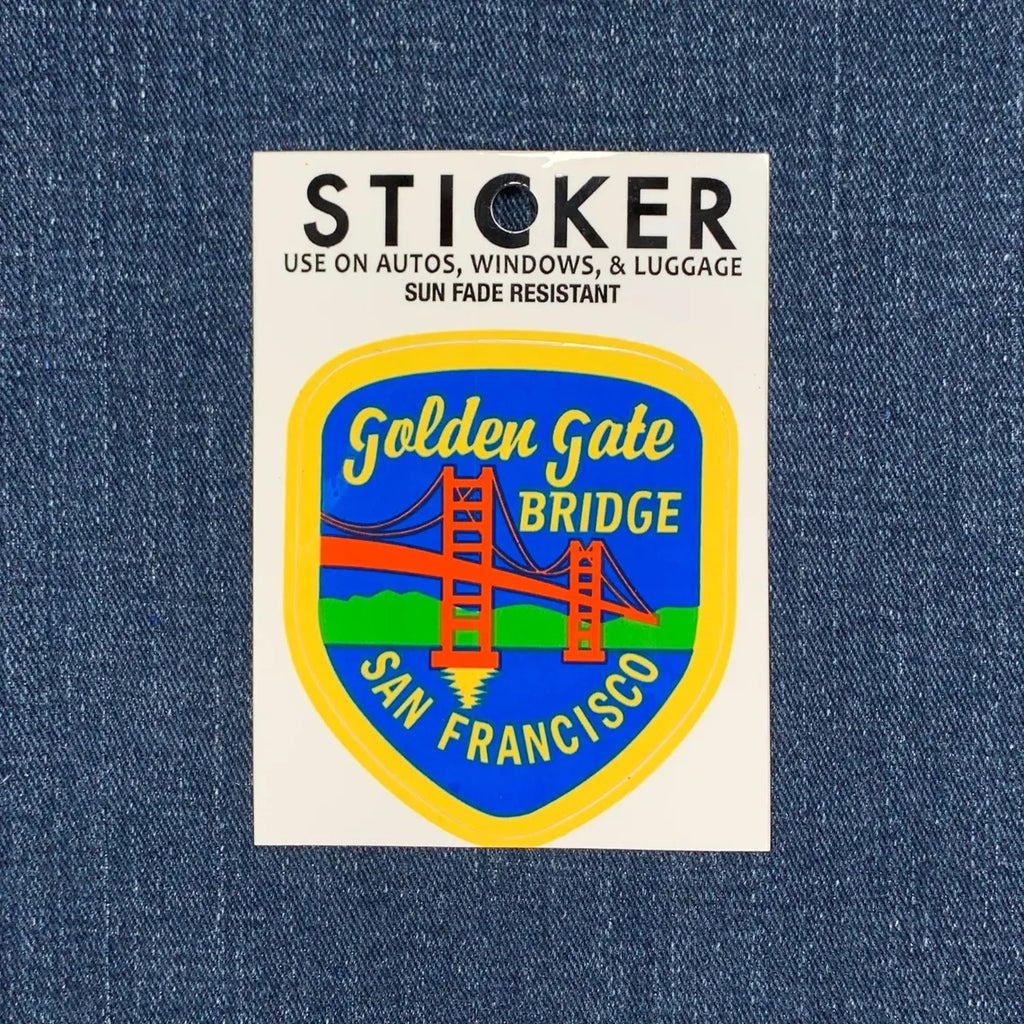 STICKER
USE ON AUTOS, WINDOWS, & LUGGAGE
SUN FADE RESISTANT
Golden Gate
BRIDGE
SAN FRANCISCO